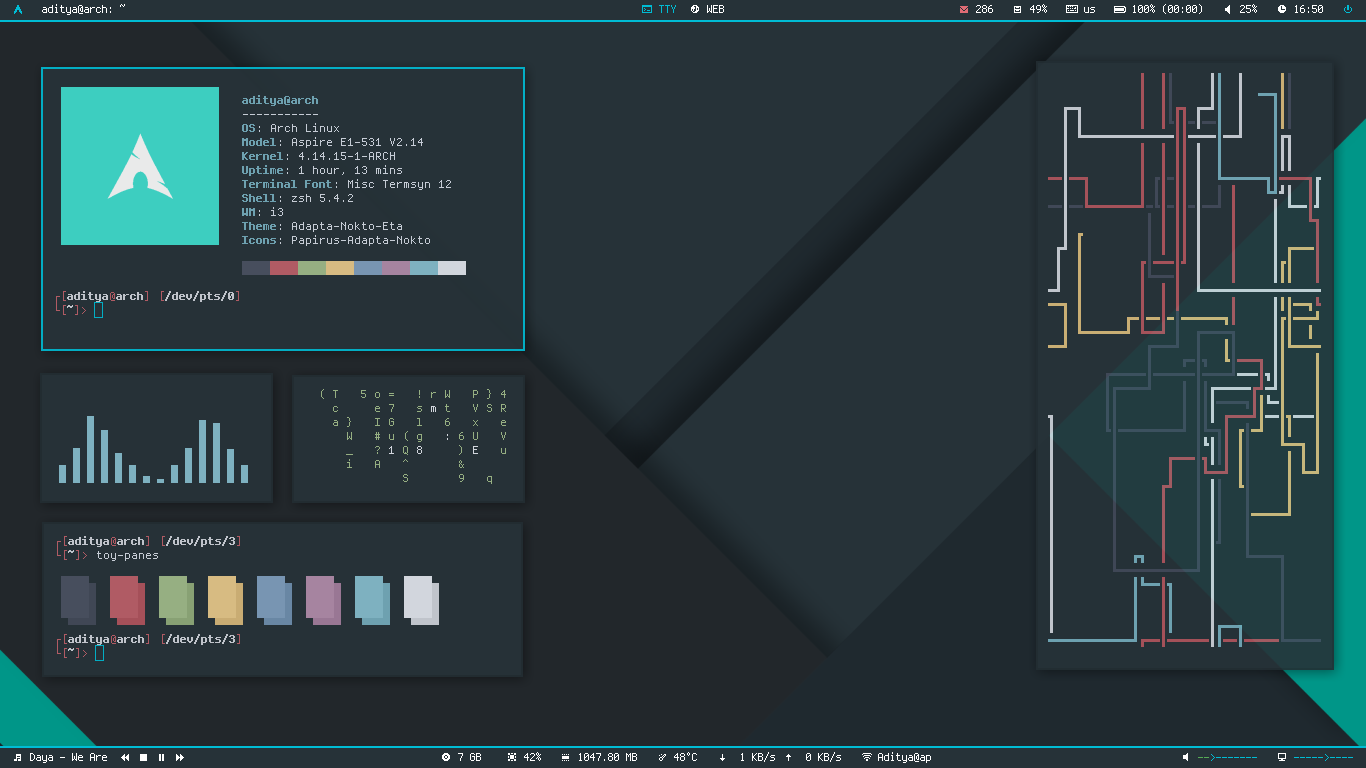 aditya@arch: ~ TTY WEB 286 49% us 100% (00:00) 25% 16:50
aditya@arch
-----------
OS: Arch Linux
Model: Aspire E1-531 V2.14
Kernel: 4.14.15-1-ARCH
Uptime: 1 hour, 13 mins
Terminal Font: Misc Termsyn 12
Shell: zsh 5.4.2
WM: i3
Theme: Adapta-Nokto-Eta
Icons: Papirus-Adapta-Nokto
[aditya@arch] [/dev/pts/0]
[~]>
( T 5 o = ! r W P } 4
c e 7 s m t V S R
a } I G l 6 x e
W # u ( g : 6 U V
_ ? 1 Q 8 ) E u
i A ^ &
S 9 q
[aditya@arch] [/dev/pts/3]
[~]> toy-panes
[aditya@arch] [/dev/pts/3]
[~]>
Daya - We Are 7 GB 42% 1047.80 MB 48°C 1 KB/s 0 KB/s Aditya@ap -->------- ----->----